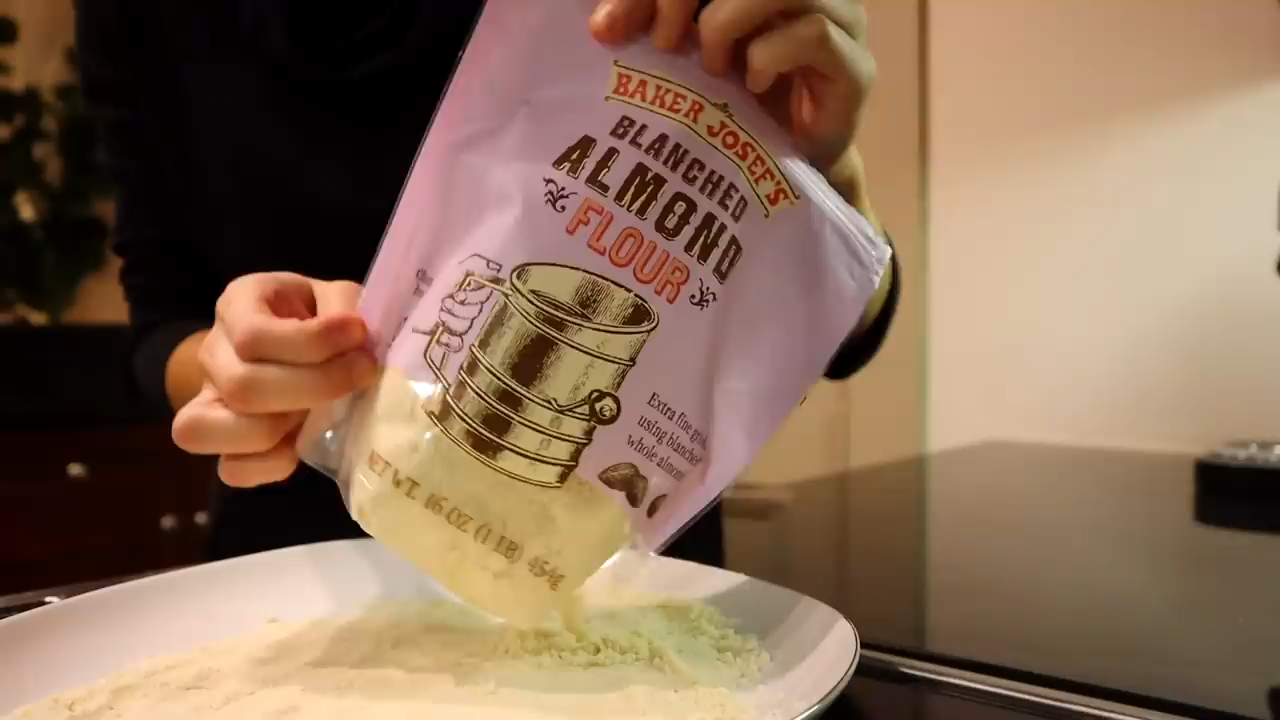 BAKER JOSEF'S
BLANCHED
ALMOND
FLOUR
Extra fine
using blanched
whole almond
NET WT. 16 OZ (1 LB) 454g